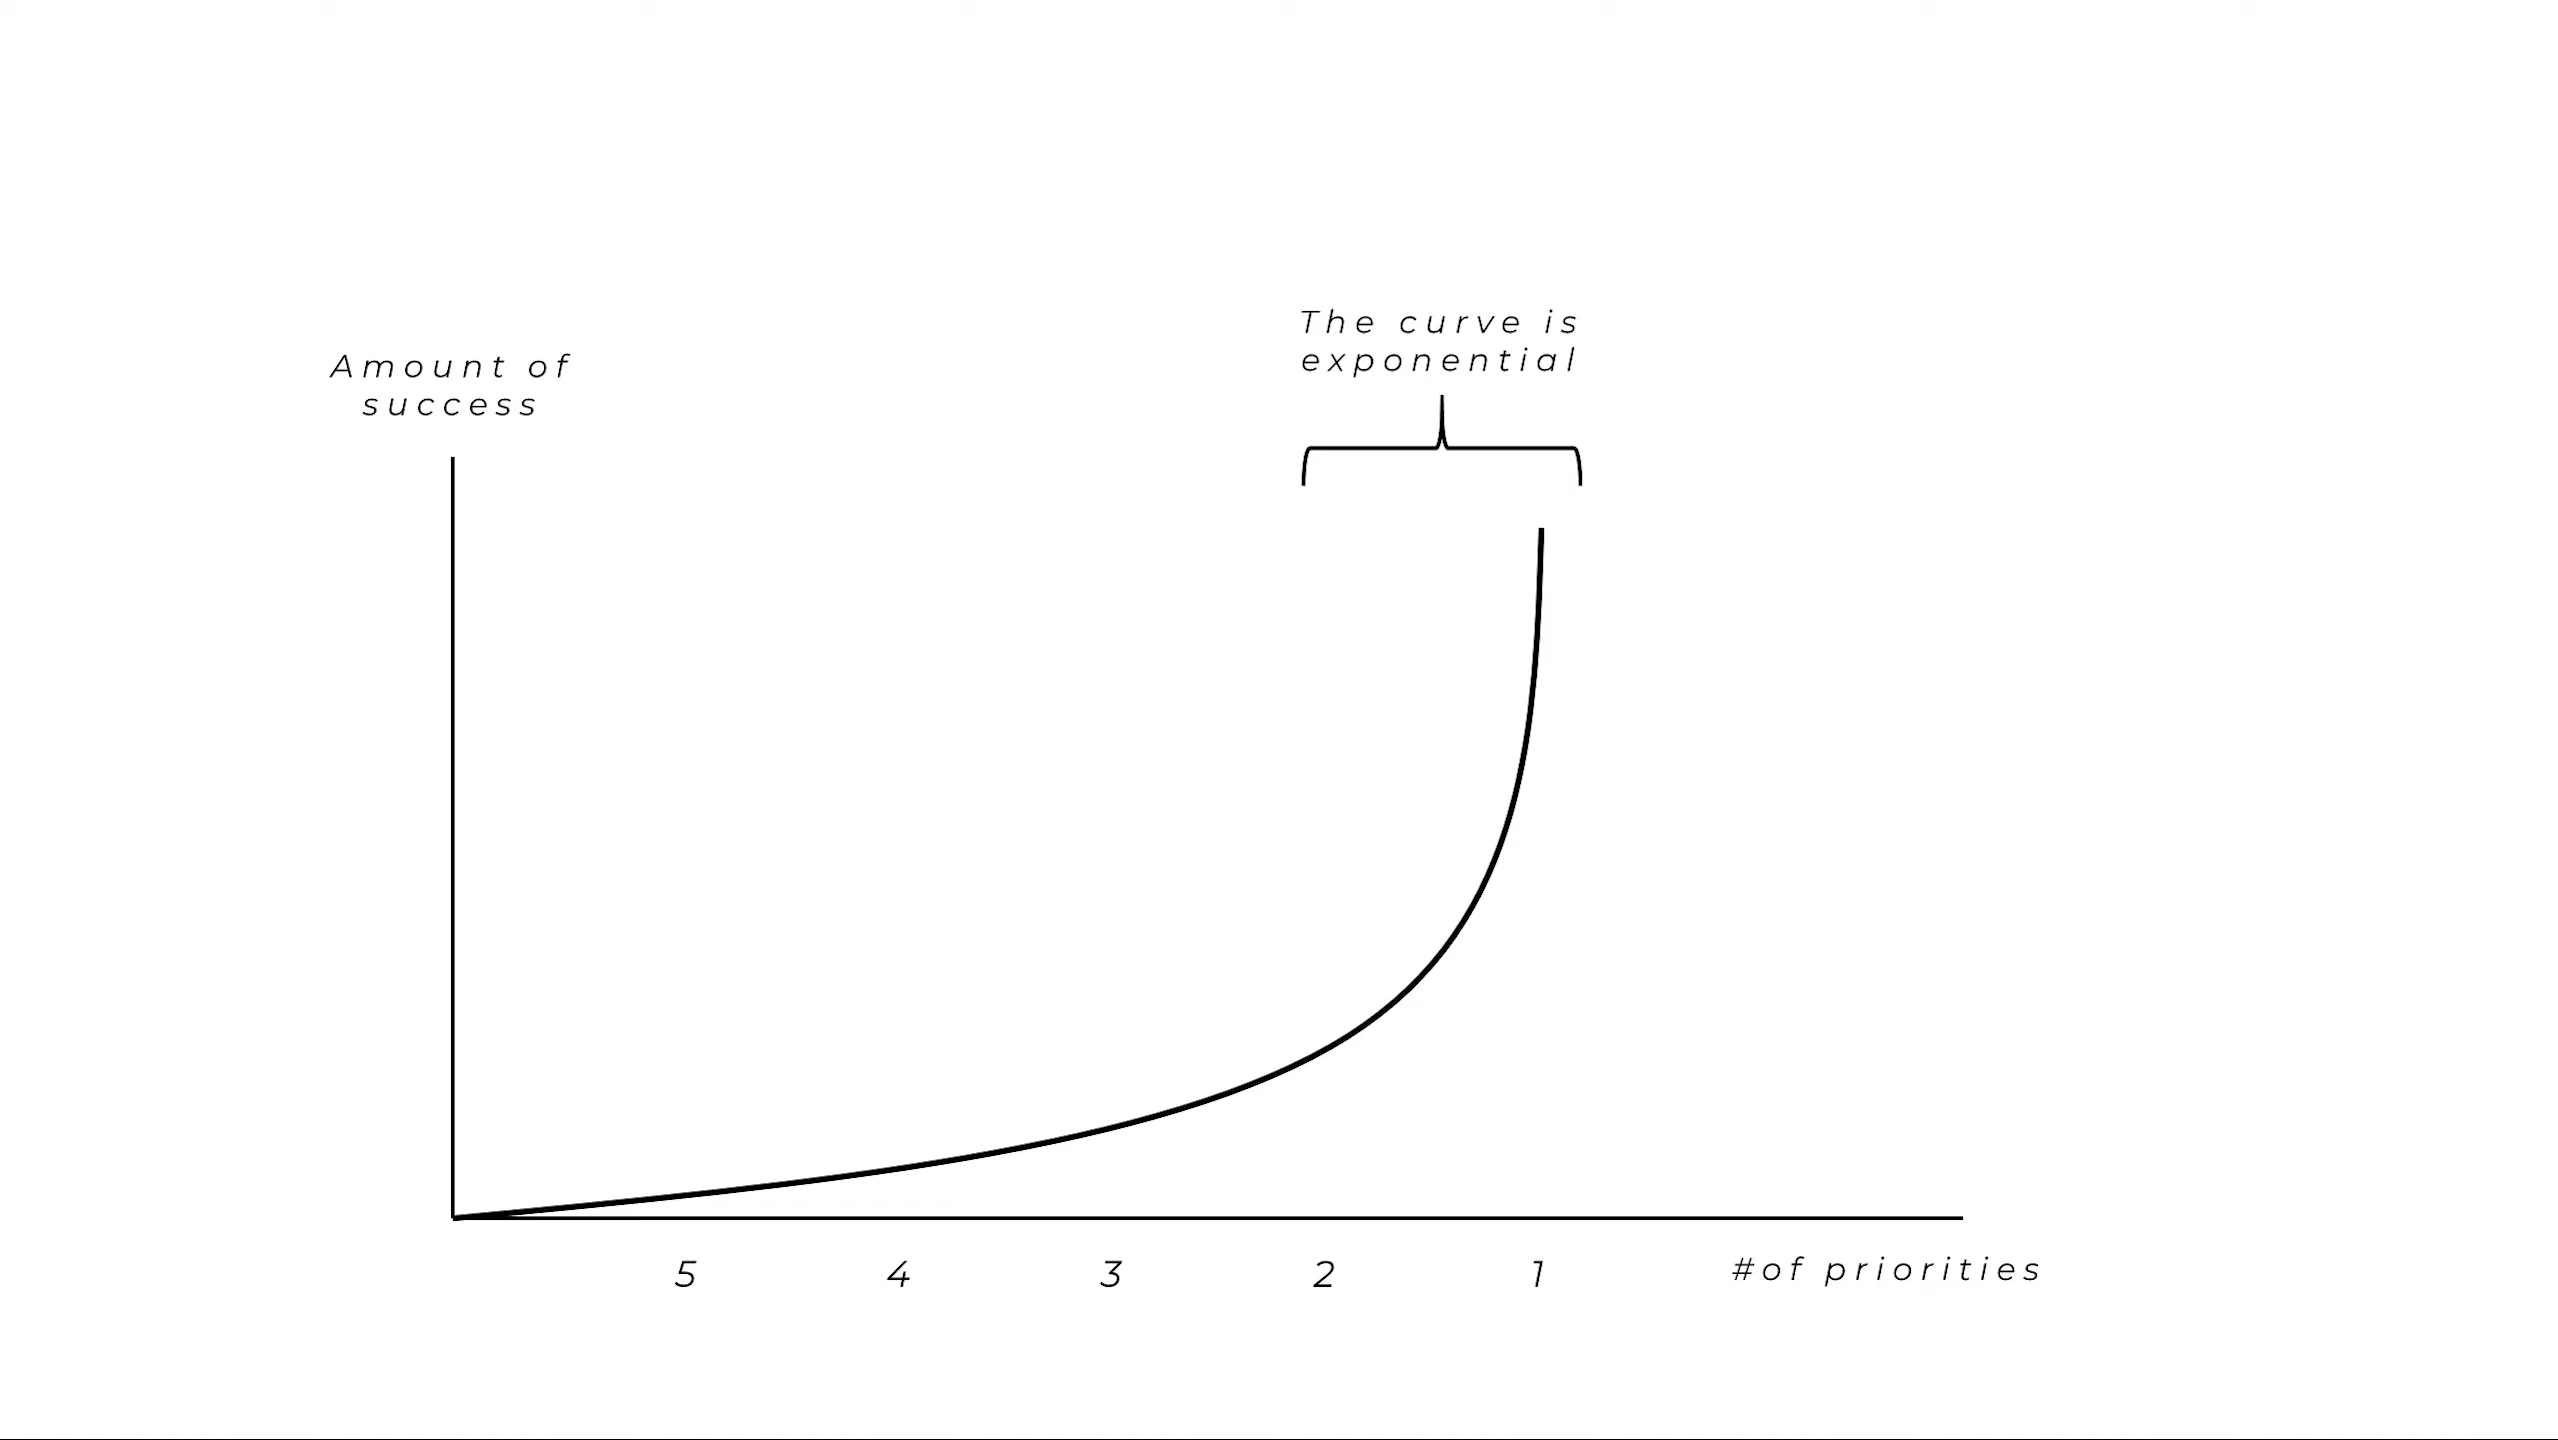 The curve is
exponential
Amount of
success
5 4 3 2 1 #of priorities